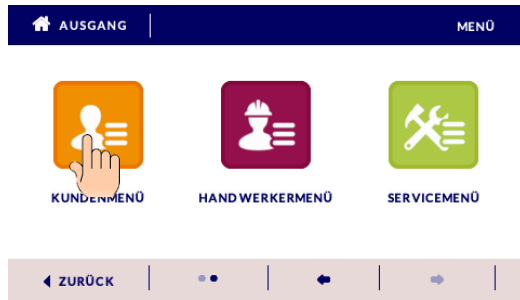 AUSGANG MENÜ
KUNDENMENÜ HANDWERKERMENÜ SERVICEMENÜ
ZURÜCK